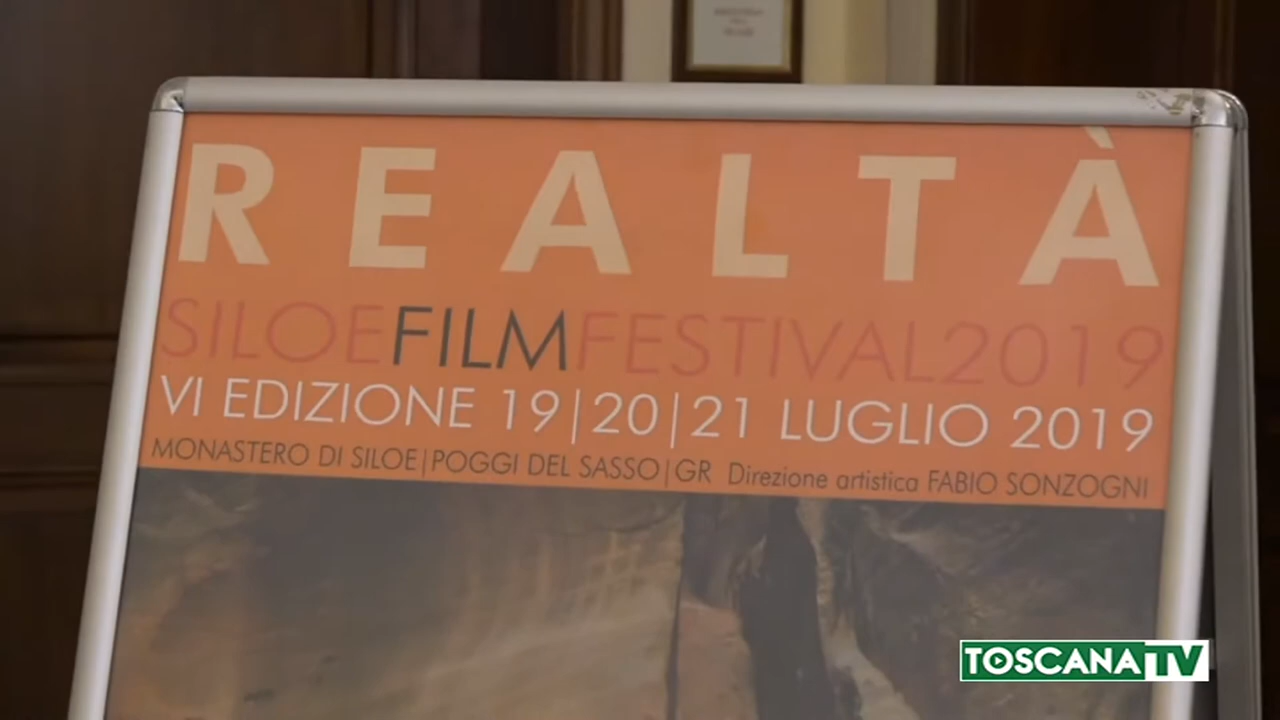 REALTÀ
SILOEFILMFESTIVAL2019
VI EDIZIONE 19|20|21 LUGLIO 2019
MONASTERO DI SILOE|POGGI DEL SASSO|GR Direzione artistica FABIO SONZOGNI
TOSCANATV